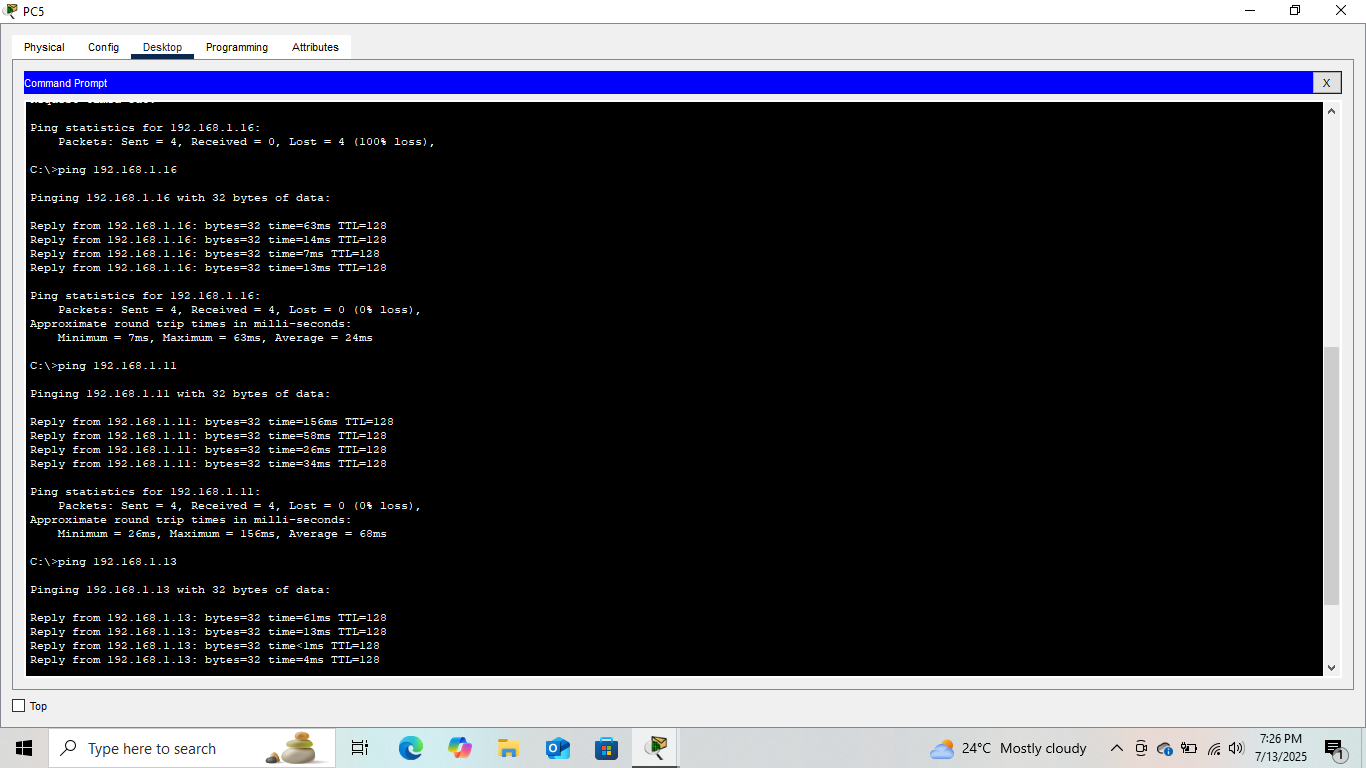 PC5
Physical Config Desktop Programming Attributes
Command Prompt X
Ping statistics for 192.168.1.16:
Packets: Sent = 4, Received = 0, Lost = 4 (100% loss),
C:\>ping 192.168.1.16
Pinging 192.168.1.16 with 32 bytes of data:
Reply from 192.168.1.16: bytes=32 time=63ms TTL=128
Reply from 192.168.1.16: bytes=32 time=14ms TTL=128
Reply from 192.168.1.16: bytes=32 time=7ms TTL=128
Reply from 192.168.1.16: bytes=32 time=13ms TTL=128
Ping statistics for 192.168.1.16:
Packets: Sent = 4, Received = 4, Lost = 0 (0% loss),
Approximate round trip times in milli-seconds:
Minimum = 7ms, Maximum = 63ms, Average = 24ms
C:\>ping 192.168.1.11
Pinging 192.168.1.11 with 32 bytes of data:
Reply from 192.168.1.11: bytes=32 time=156ms TTL=128
Reply from 192.168.1.11: bytes=32 time=58ms TTL=128
Reply from 192.168.1.11: bytes=32 time=26ms TTL=128
Reply from 192.168.1.11: bytes=32 time=34ms TTL=128
Ping statistics for 192.168.1.11:
Packets: Sent = 4, Received = 4, Lost = 0 (0% loss),
Approximate round trip times in milli-seconds:
Minimum = 26ms, Maximum = 156ms, Average = 68ms
C:\>ping 192.168.1.13
Pinging 192.168.1.13 with 32 bytes of data:
Reply from 192.168.1.13: bytes=32 time=61ms TTL=128
Reply from 192.168.1.13: bytes=32 time=13ms TTL=128
Reply from 192.168.1.13: bytes=32 time<1ms TTL=128
Reply from 192.168.1.13: bytes=32 time=4ms TTL=128
Top
Type here to search
24°C Mostly cloudy
7:26 PM
7/13/2025
1